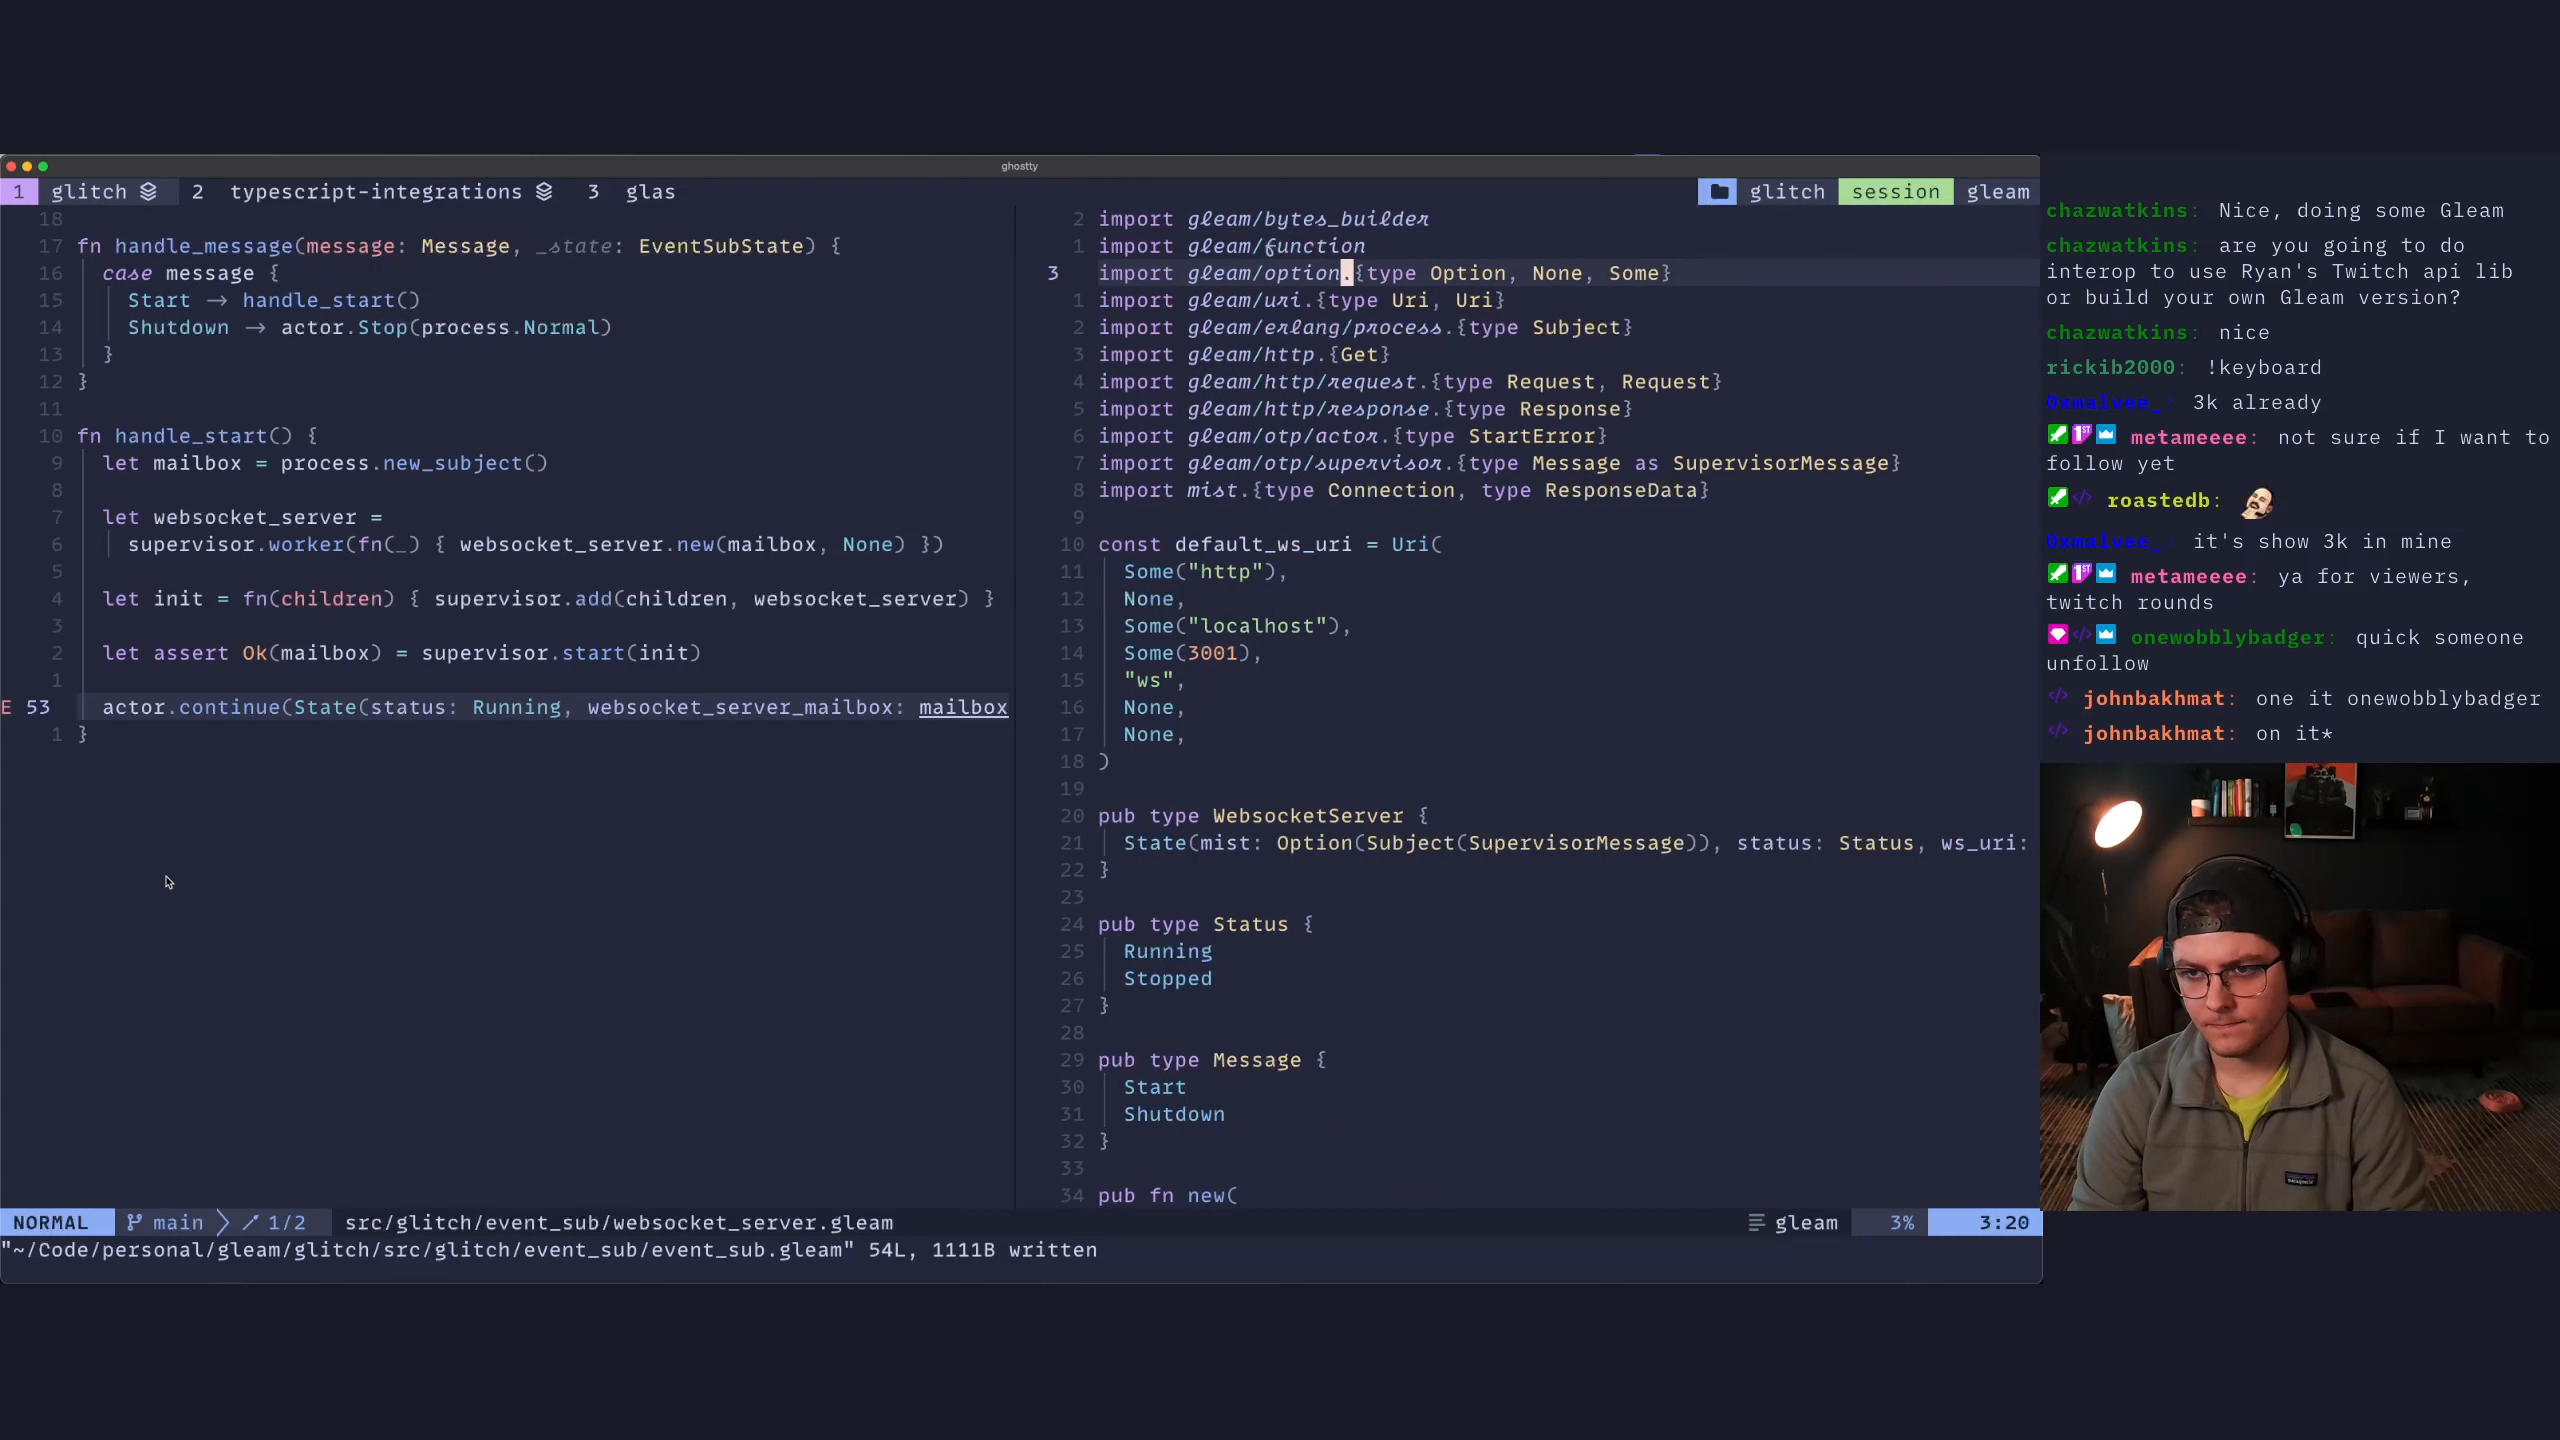 ghostty
1 glitch 2 typescript-integrations 3 glas
glitch session gleam
18
17 fn handle_message(message: Message, _state: EventSubState) {
16 case message {
15 Start -> handle_start()
14 Shutdown -> actor.Stop(process.Normal)
13 }
12 }
11
10 fn handle_start() {
9 let mailbox = process.new_subject()
8
7 let websocket_server =
6 supervisor.worker(fn(_) { websocket_server.new(mailbox, None) })
5
4 let init = fn(children) { supervisor.add(children, websocket_server) }
3
2 let assert Ok(mailbox) = supervisor.start(init)
1
E 53 actor.continue(State(status: Running, websocket_server_mailbox: mailbox
1 }
2 import gleam/bytes_builder
1 import gleam/function
3 import gleam/option.{type Option, None, Some}
1 import gleam/uri.{type Uri, Uri}
2 import gleam/erlang/process.{type Subject}
3 import gleam/http.{Get}
4 import gleam/http/request.{type Request, Request}
5 import gleam/http/response.{type Response}
6 import gleam/otp/actor.{type StartError}
7 import gleam/otp/supervisor.{type Message as SupervisorMessage}
8 import mist.{type Connection, type ResponseData}
9
10 const default_ws_uri = Uri(
11 Some("http"),
12 None,
13 Some("localhost"),
14 Some(3001),
15 "ws",
16 None,
17 None,
18 )
19
20 pub type WebsocketServer {
21 State(mist: Option(Subject(SupervisorMessage)), status: Status, ws_uri:
22 }
23
24 pub type Status {
25 Running
26 Stopped
27 }
28
29 pub type Message {
30 Start
31 Shutdown
32 }
33
34 pub fn new(
NORMAL main 1/2 src/glitch/event_sub/websocket_server.gleam gleam 3% 3:20
"~/Code/personal/gleam/glitch/src/glitch/event_sub/event_sub.gleam" 54L, 1111B written
chazwatkins: Nice, doing some Gleam
chazwatkins: are you going to do
interop to use Ryan's Twitch api lib
or build your own Gleam version?
chazwatkins: nice
rickib2000: !keyboard
0xmalvee_: 3k already
metameeee: not sure if I want to
follow yet
roastedb:
0xmalvee_: it's show 3k in mine
metameeee: ya for viewers,
twitch rounds
onewobblybadger: quick someone
unfollow
johnbakhmat: one it onewobblybadger
johnbakhmat: on it*